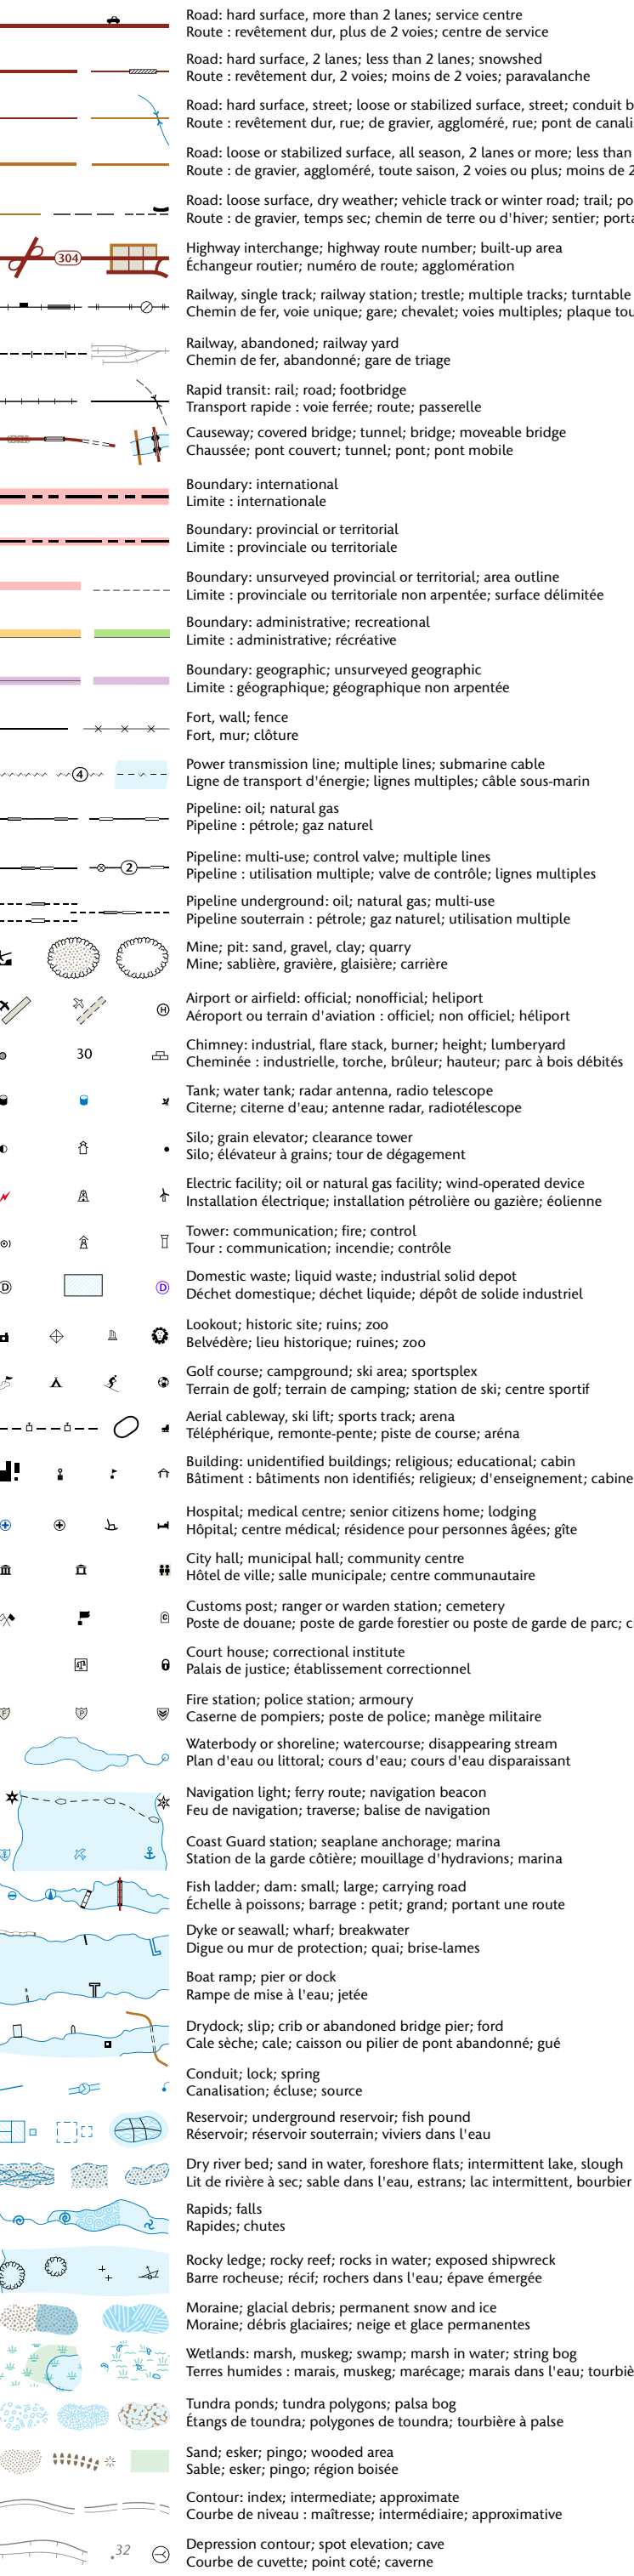 Road: hard surface, more than 2 lanes; service centre
Route : revêtement dur, plus de 2 voies; centre de service
Road: hard surface, 2 lanes; less than 2 lanes; snowshed
Route : revêtement dur, 2 voies; moins de 2 voies; paravalanche
Road: hard surface, street; loose or stabilized surface, street; conduit b
Route : revêtement dur, rue; de gravier, aggloméré, rue; pont de canali
Road: loose or stabilized surface, all season, 2 lanes or more; less than
Route : de gravier, aggloméré, toute saison, 2 voies ou plus; moins de 2
Road: loose surface, dry weather; vehicle track or winter road; trail; po
Route : de gravier, temps sec; chemin de terre ou d'hiver; sentier; porta
304
Highway interchange; highway route number; built-up area
Échangeur routier; numéro de route; agglomération
Railway, single track; railway station; trestle; multiple tracks; turntable
Chemin de fer, voie unique; gare; chevalet; voies multiples; plaque tou
Railway, abandoned; railway yard
Chemin de fer, abandonné; gare de triage
Rapid transit: rail; road; footbridge
Transport rapide : voie ferrée; route; passerelle
Causeway; covered bridge; tunnel; bridge; moveable bridge
Chaussée; pont couvert; tunnel; pont; pont mobile
Boundary: international
Limite : internationale
Boundary: provincial or territorial
Limite : provinciale ou territoriale
Boundary: unsurveyed provincial or territorial; area outline
Limite : provinciale ou territoriale non arpentée; surface délimitée
Boundary: administrative; recreational
Limite : administrative; récréative
Boundary: geographic; unsurveyed geographic
Limite : géographique; géographique non arpentée
Fort, wall; fence
Fort, mur; clôture
4
Power transmission line; multiple lines; submarine cable
Ligne de transport d'énergie; lignes multiples; câble sous-marin
Pipeline: oil; natural gas
Pipeline : pétrole; gaz naturel
2
Pipeline: multi-use; control valve; multiple lines
Pipeline : utilisation multiple; valve de contrôle; lignes multiples
Pipeline underground: oil; natural gas; multi-use
Pipeline souterrain : pétrole; gaz naturel; utilisation multiple
Mine; pit: sand, gravel, clay; quarry
Mine; sablière, gravière, glaisière; carrière
H
Airport or airfield: official; nonofficial; heliport
Aéroport ou terrain d'aviation : officiel; non officiel; héliport
30
Chimney: industrial, flare stack, burner; height; lumberyard
Cheminée : industrielle, torche, brûleur; hauteur; parc à bois débités
Tank; water tank; radar antenna, radio telescope
Citerne; citerne d'eau; antenne radar, radiotélescope
Silo; grain elevator; clearance tower
Silo; élévateur à grains; tour de dégagement
Electric facility; oil or natural gas facility; wind-operated device
Installation électrique; installation pétrolière ou gazière; éolienne
Tower: communication; fire; control
Tour : communication; incendie; contrôle
D D
Domestic waste; liquid waste; industrial solid depot
Déchet domestique; déchet liquide; dépôt de solide industriel
Lookout; historic site; ruins; zoo
Belvédère; lieu historique; ruines; zoo
Golf course; campground; ski area; sportsplex
Terrain de golf; terrain de camping; station de ski; centre sportif
Aerial cableway, ski lift; sports track; arena
Téléphérique, remonte-pente; piste de course; aréna
Building: unidentified buildings; religious; educational; cabin
Bâtiment : bâtiments non identifiés; religieux; d'enseignement; cabine
Hospital; medical centre; senior citizens home; lodging
Hôpital; centre médical; résidence pour personnes âgées; gîte
City hall; municipal hall; community centre
Hôtel de ville; salle municipale; centre communautaire
C
Customs post; ranger or warden station; cemetery
Poste de douane; poste de garde forestier ou poste de garde de parc; ci
Court house; correctional institute
Palais de justice; établissement correctionnel
F P
Fire station; police station; armoury
Caserne de pompiers; poste de police; manège militaire
Waterbody or shoreline; watercourse; disappearing stream
Plan d'eau ou littoral; cours d'eau; cours d'eau disparaissant
Navigation light; ferry route; navigation beacon
Feu de navigation; traverse; balise de navigation
Coast Guard station; seaplane anchorage; marina
Station de la garde côtière; mouillage d'hydravions; marina
Fish ladder; dam: small; large; carrying road
Échelle à poissons; barrage : petit; grand; portant une route
Dyke or seawall; wharf; breakwater
Digue ou mur de protection; quai; brise-lames
Boat ramp; pier or dock
Rampe de mise à l'eau; jetée
Drydock; slip; crib or abandoned bridge pier; ford
Cale sèche; cale; caisson ou pilier de pont abandonné; gué
Conduit; lock; spring
Canalisation; écluse; source
Reservoir; underground reservoir; fish pound
Réservoir; réservoir souterrain; viviers dans l'eau
Dry river bed; sand in water, foreshore flats; intermittent lake, slough
Lit de rivière à sec; sable dans l'eau, estrans; lac intermittent, bourbier
Rapids; falls
Rapides; chutes
Rocky ledge; rocky reef; rocks in water; exposed shipwreck
Barre rocheuse; récif; rochers dans l'eau; épave émergée
Moraine; glacial debris; permanent snow and ice
Moraine; débris glaciaires; neige et glace permanentes
Wetlands: marsh, muskeg; swamp; marsh in water; string bog
Terres humides : marais, muskeg; marécage; marais dans l'eau; tourbiè
Tundra ponds; tundra polygons; palsa bog
Étangs de toundra; polygones de toundra; tourbière à palse
Sand; esker; pingo; wooded area
Sable; esker; pingo; région boisée
Contour: index; intermediate; approximate
Courbe de niveau : maîtresse; intermédiaire; approximative
.32
Depression contour; spot elevation; cave
Courbe de cuvette; point coté; caverne